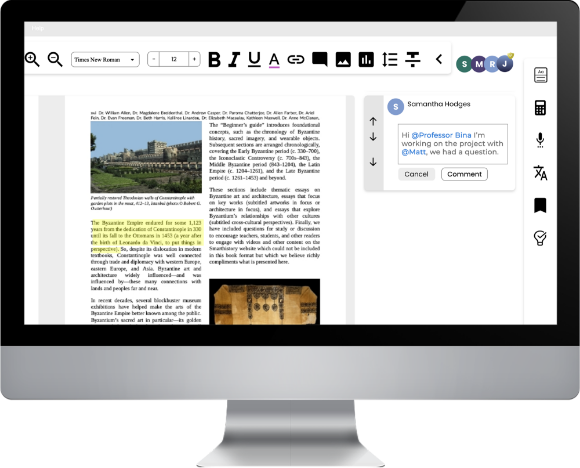 Times New Roman
- 12 +
B I U A
S M R J
vol: Dr. William Allen, Dr. Magdalene Breidenthal, Dr. Andrew Casper, Dr. Parama Chatterjee, Dr. Allen Farber, Dr. Ariel
Fein, Dr. Evan Freeman, Dr. Beth Harris,
Dr. Elizabeth Macaulay, Kathleen Maxwell, Dr. Anne McClanan,
Partially restored Theodosian walls of Constantinople with
garden plots in the moat, 412–13, Istanbul (photo: © Robert G.
Ousterhout)
The Byzantine Empire endured for some 1,123
years from the dedication of Constantinople in 330
until its fall to the Ottomans in 1453 (a year after
the birth of Leonardo da Vinci, to put things in
perspective). So, despite its dislocation in modern
textbooks, Constantinople was well connected
through trade and diplomacy with western Europe,
eastern Europe, and Asia. Byzantine art and
architecture widely influenced—and was
influenced by—these many connections with
lands and peoples far and near.
In recent decades, several blockbuster museum
exhibitions have helped make the arts of the
Byzantine Empire better known among the public.
Byzantium's sacred art in particular—its golden
The "Beginner's guide" introduces foundational
concepts, such as the chronology of Byzantine
history, sacred imagery, and wearable objects.
Subsequent sections are arranged chronologically,
covering the Early Byzantine period (c. 330–700),
the Iconoclastic Controversy (c. 700s–843), the
Middle Byzantine period (843–1204), the Latin
Empire (c. 1204–1261), and the Late Byzantine
period (c. 1261–1453) and beyond.
These sections include thematic essays on
Byzantine art and architecture, essays that focus
on key works (subtitled artworks in focus or
architecture in focus), and essays that explore
Byzantium's relations with other cultures
(subtitled cross-cultural perspectives). Finally, we
have included questions for study or discussion
to encourage teachers, students, and other readers
to engage with videos and other content on the
Smarthistory website which could not be included
in this book format but which we believe richly
compliments what is presented here.
S Samantha Hodges
Hi @Professor Bina I'm
working on the project with
@Matt, we had a question.
Cancel Comment